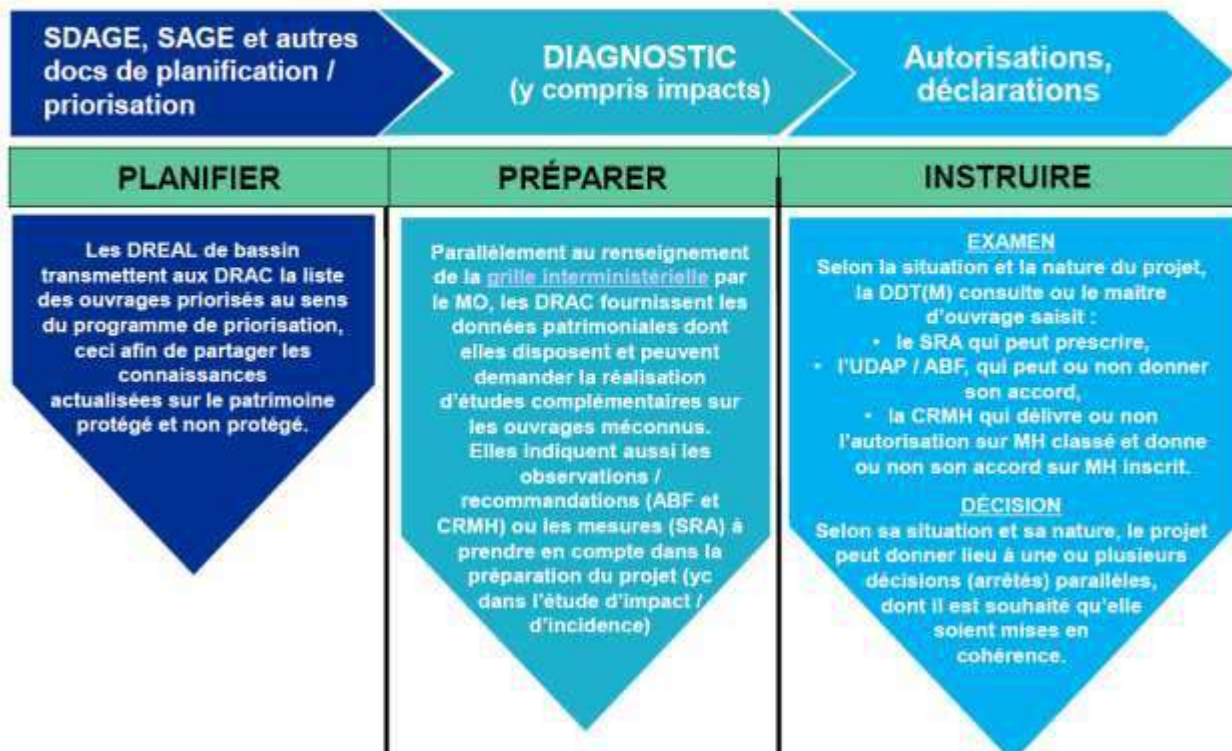 SDAGE, SAGE et autres
docs de planification /
priorisation
DIAGNOSTIC
(y compris impacts)
Autorisations,
déclarations
PLANIFIER
PRÉPARER
INSTRUIRE
Les DREAL de bassin
transmettent aux DRAC la liste
des ouvrages priorisés au sens
du programme de priorisation,
ceci afin de partager les
connaissances
actualisées sur le patrimoine
protégé et non protégé.
Parallèlement au renseignement
de la grille interministérielle par
le MO, les DRAC fournissent les
données patrimoniales dont
elles disposent et peuvent
demander la réalisation
d'études complémentaires sur
les ouvrages méconnus.
Elles indiquent aussi les
observations /
recommandations (ABF et
CRMH) ou les mesures (SRA) à
prendre en compte dans la
préparation du projet (yc
dans l'étude d'impact /
d'incidence)
EXAMEN
Selon la situation et la nature du projet,
la DDT(M) consulte ou le maître
d'ouvrage saisit :
• le SRA qui peut prescrire,
• l'UDAP / ABF, qui peut ou non donner
son accord,
• la CRMH qui délivre ou non
l'autorisation sur MH classé et donne
ou non son accord sur MH inscrit.
DÉCISION
Selon sa situation et sa nature, le projet
peut donner lieu à une ou plusieurs
décisions (arrêtés) parallèles,
dont il est souhaité qu'elle
soient mises en
cohérence.